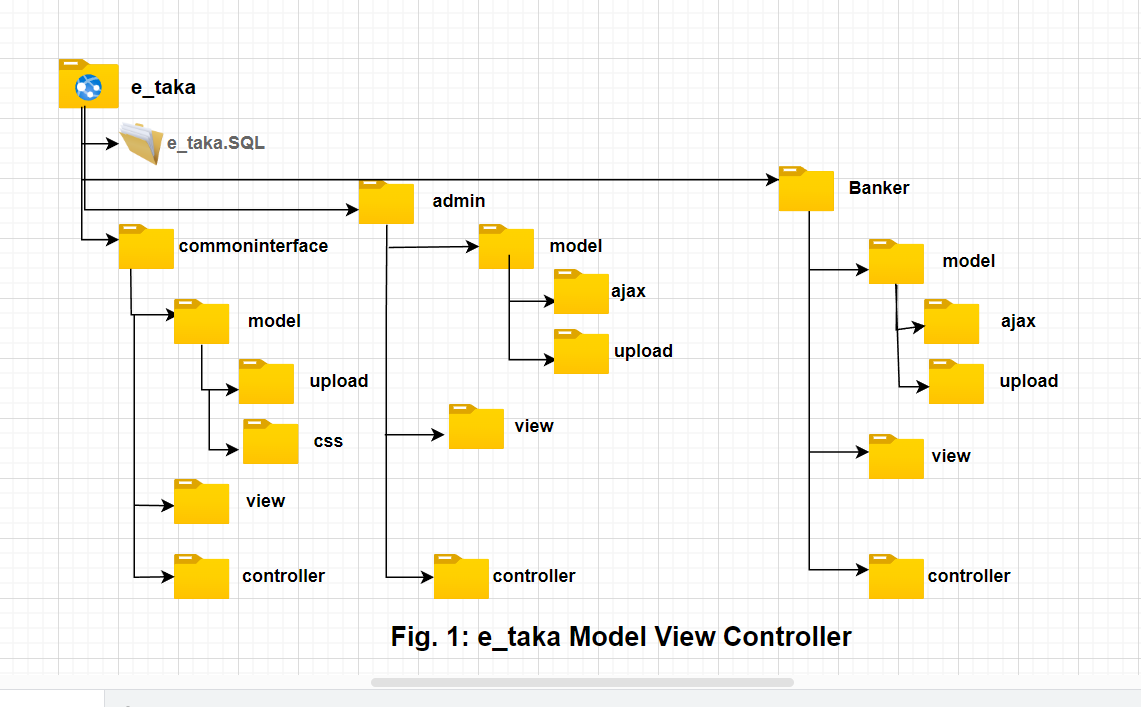 e_taka
e_taka.SQL
admin
Banker
commoninterface
model
model
ajax
upload
model
ajax
upload
model
upload
css
view
view
view
controller
controller
controller
Fig. 1: e_taka Model View Controller